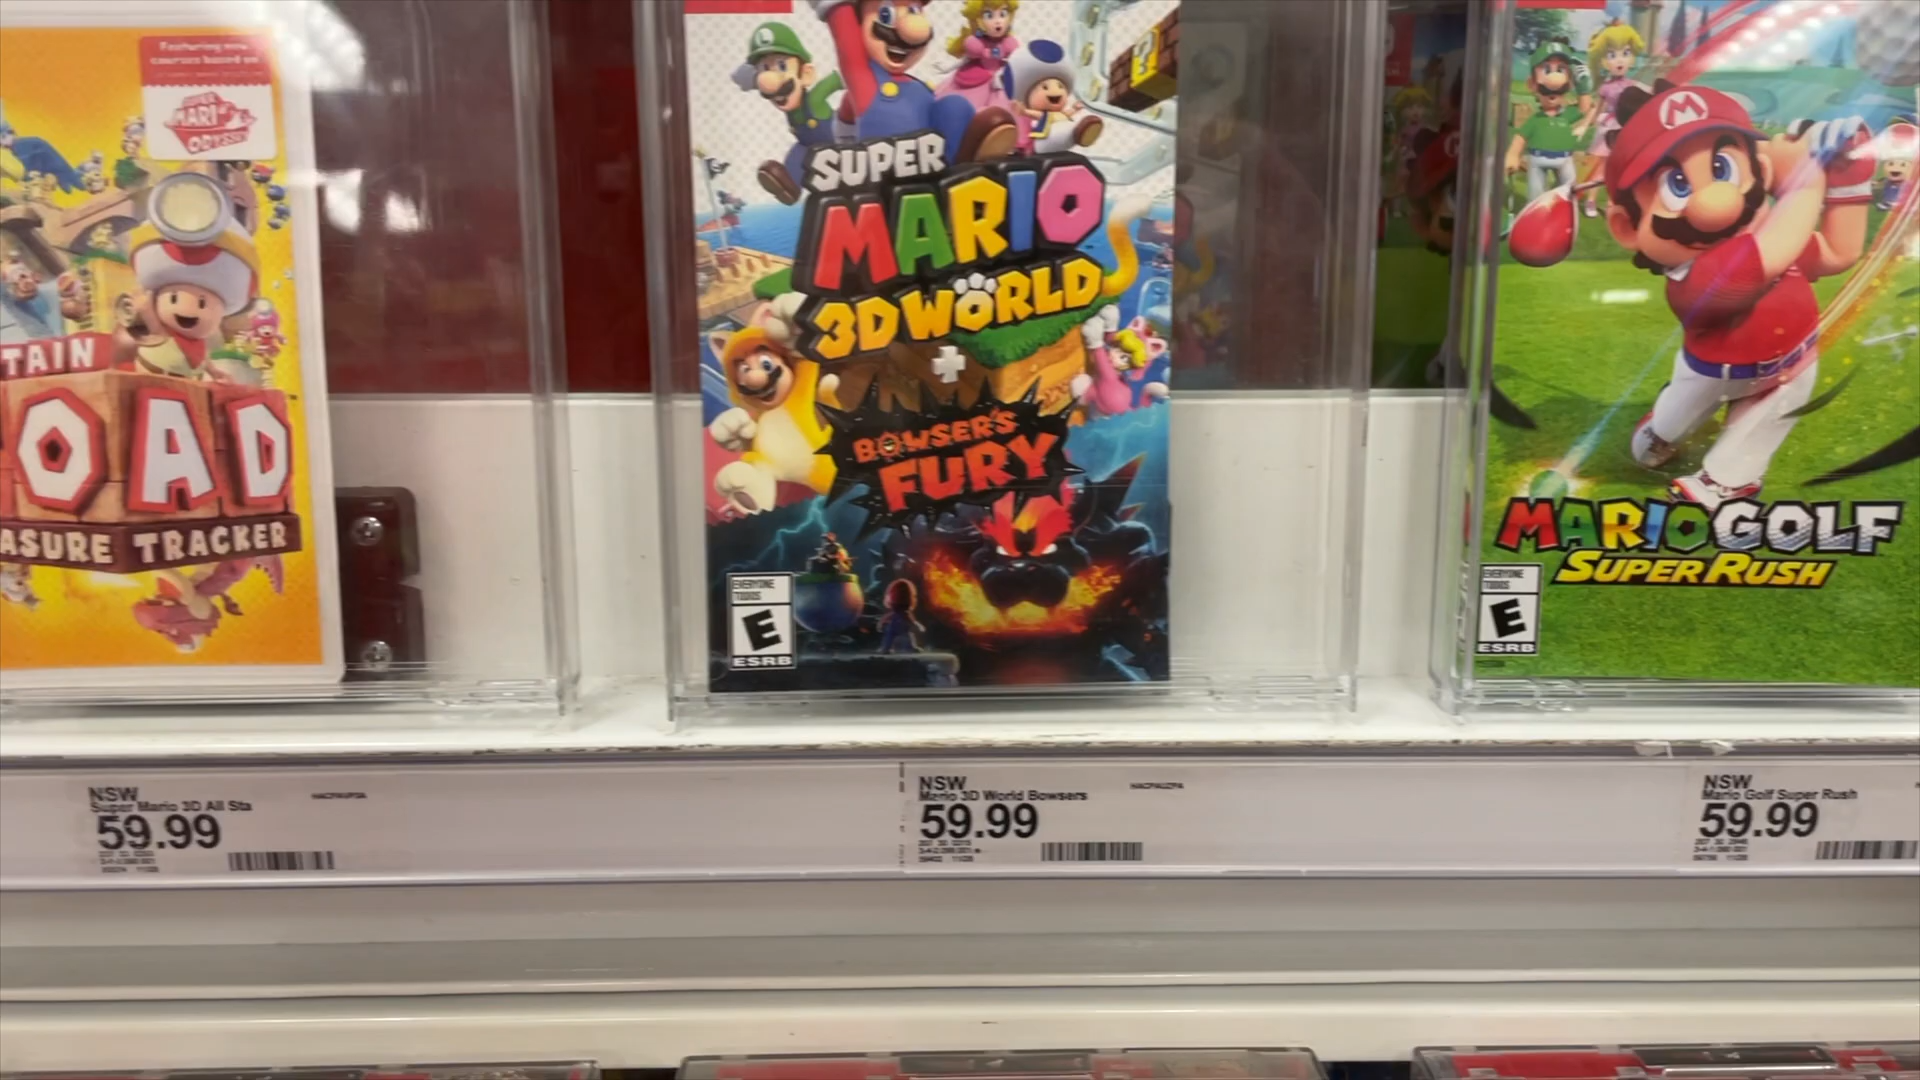 Featuring new
courses based on
SUPER
MARIO
ODYSSEY
TAIN
OAD
ASURE TRACKER
SUPER
MARIO
3D WORLD
+
BOWSER'S
FURY
EVERYONE
E
ESRB
MARIO GOLF
SUPER RUSH
EVERYONE
E
ESRB
NSW
Super Mario 3D All Sta
59.99
NSW
Mario 3D World Bowsers
59.99
NSW
Mario Golf Super Rush
59.99